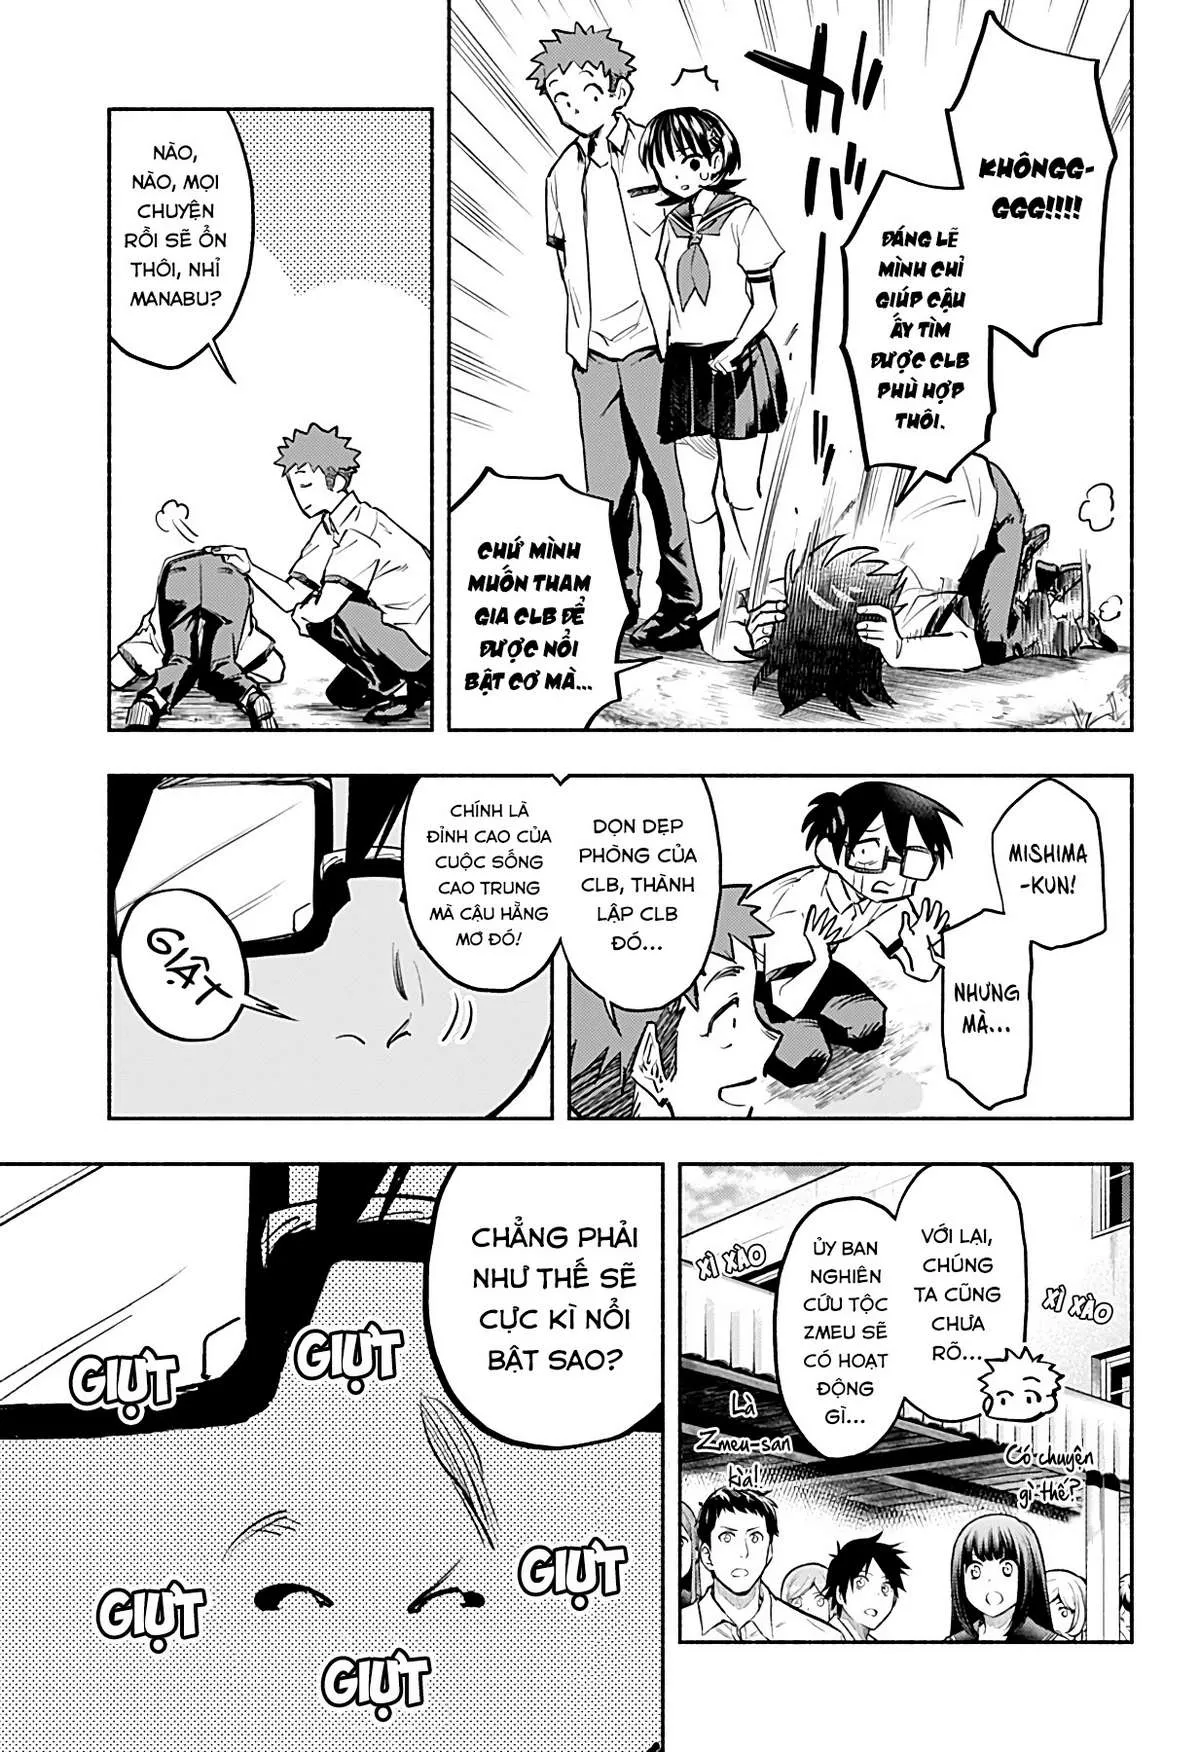 KHÔNGG-
GGG!!!!
ĐÁNG LẼ
MÌNH CHỈ
GIÚP CẬU
ẤY TÌM
ĐƯỢC CLB
PHÙ HỢP
THÔI.
CHỨ MÌNH
MUỐN THAM
GIA CLB ĐỂ
ĐƯỢC NỔI
BẬT CƠ MÀ...
NÀO,
NÀO, MỌI
CHUYỆN
RỒI SẼ ỔN
THÔI, NHỈ
MANABU?
MISHIMA
-KUN!
NHƯNG
MÀ...
DỌN DẸP
PHÒNG CỦA
CLB, THÀNH
LẬP CLB
ĐÓ...
CHÍNH LÀ
ĐỈNH CAO CỦA
CUỘC SỐNG
CAO TRUNG
MÀ CẬU HẰNG
MƠ ĐÓ!
GIẬT
VỚI LẠI,
CHÚNG
TA CŨNG
CHƯA
RÕ...
ỦY BAN
NGHIÊN
CỨU TỘC
ZMEU SẼ
CÓ HOẠT
ĐỘNG
GÌ...
XÌ XÀO
XÌ XÀO
Có chuyện
gì thế?
Là
Zmeu-san
kìa!
CHẲNG PHẢI
NHƯ THẾ SẼ
CỰC KÌ NỔI
BẬT SAO?
GIỰT
GIỰT
GIỰT
GIỰT
GIỰT